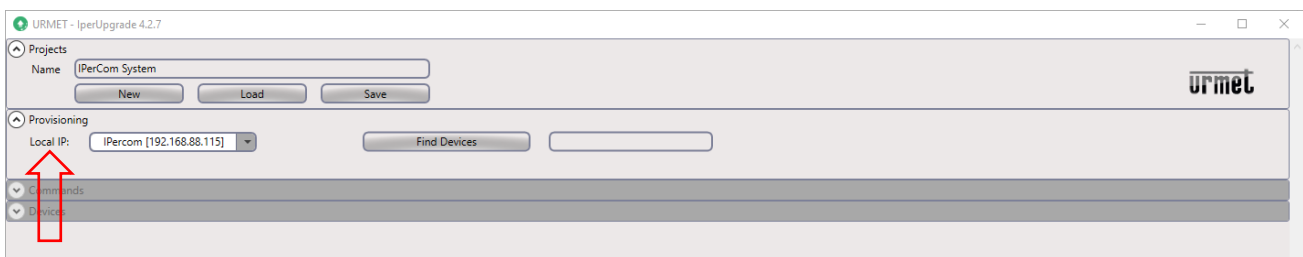 URMET - IperUpgrade 4.2.7
Projects
Name IPerCom System
New Load Save
urmet
Provisioning
Local IP: IPercom [192.168.88.115] Find Devices
Commands
Devices